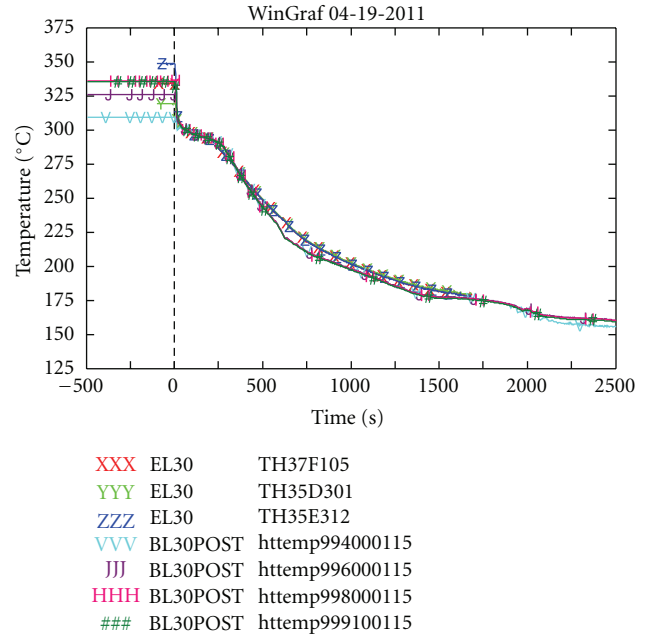 WinGraf 04-19-2011
375
350
325
300
275
250
225
200
175
150
125
Temperature (°C)
−500 0 500 1000 1500 2000 2500
Time (s)
XXX EL30 TH37F105
YYY EL30 TH35D301
ZZZ EL30 TH35E312
VVV BL30POST httemp994000115
JJJ BL30POST httemp996000115
HHH BL30POST httemp998000115
### BL30POST httemp999100115